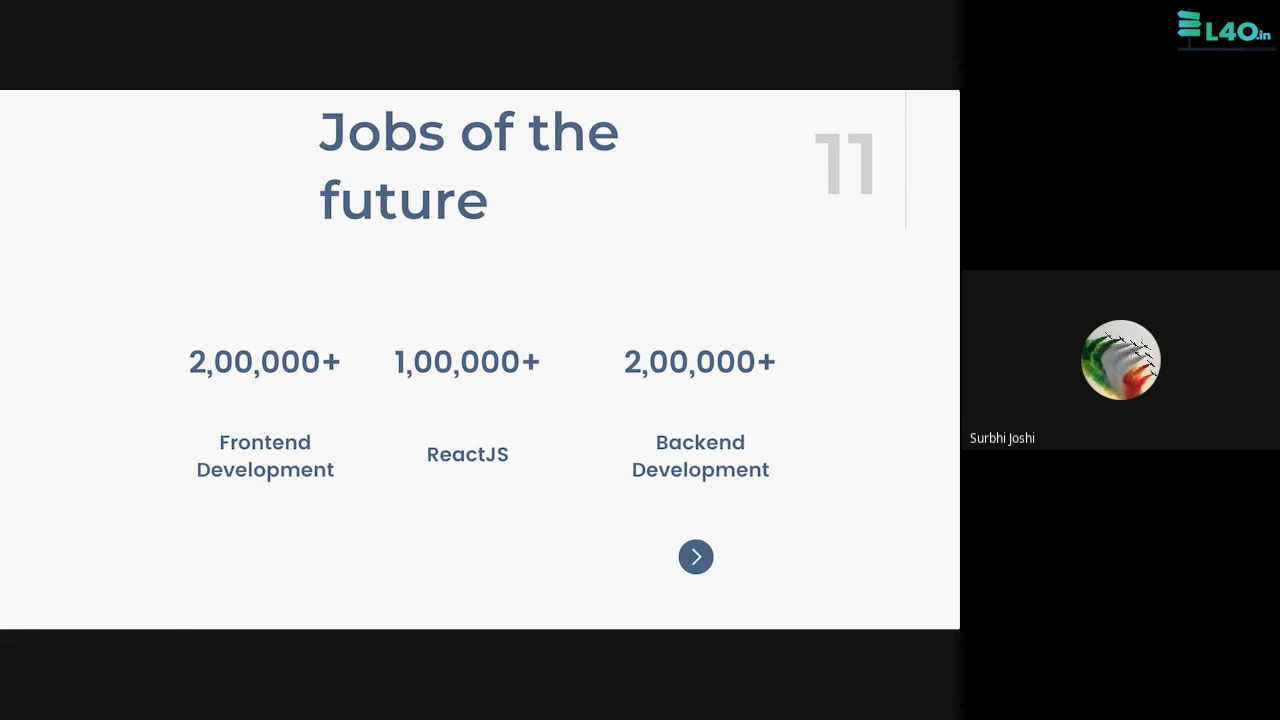 L4O.in
Jobs of the
future
11
2,00,000+
1,00,000+
2,00,000+
Frontend
Development
ReactJS
Backend
Development
Surbhi Joshi